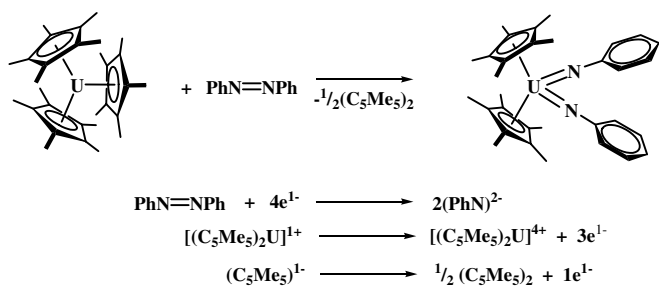 U + PhN=NPh -1/2(C5Me5)2 U N N
PhN=NPh + 4e1- 2(PhN)2-
[(C5Me5)2U]1+ [(C5Me5)2U]4+ + 3e1-
(C5Me5)1- 1/2 (C5Me5)2 + 1e1-